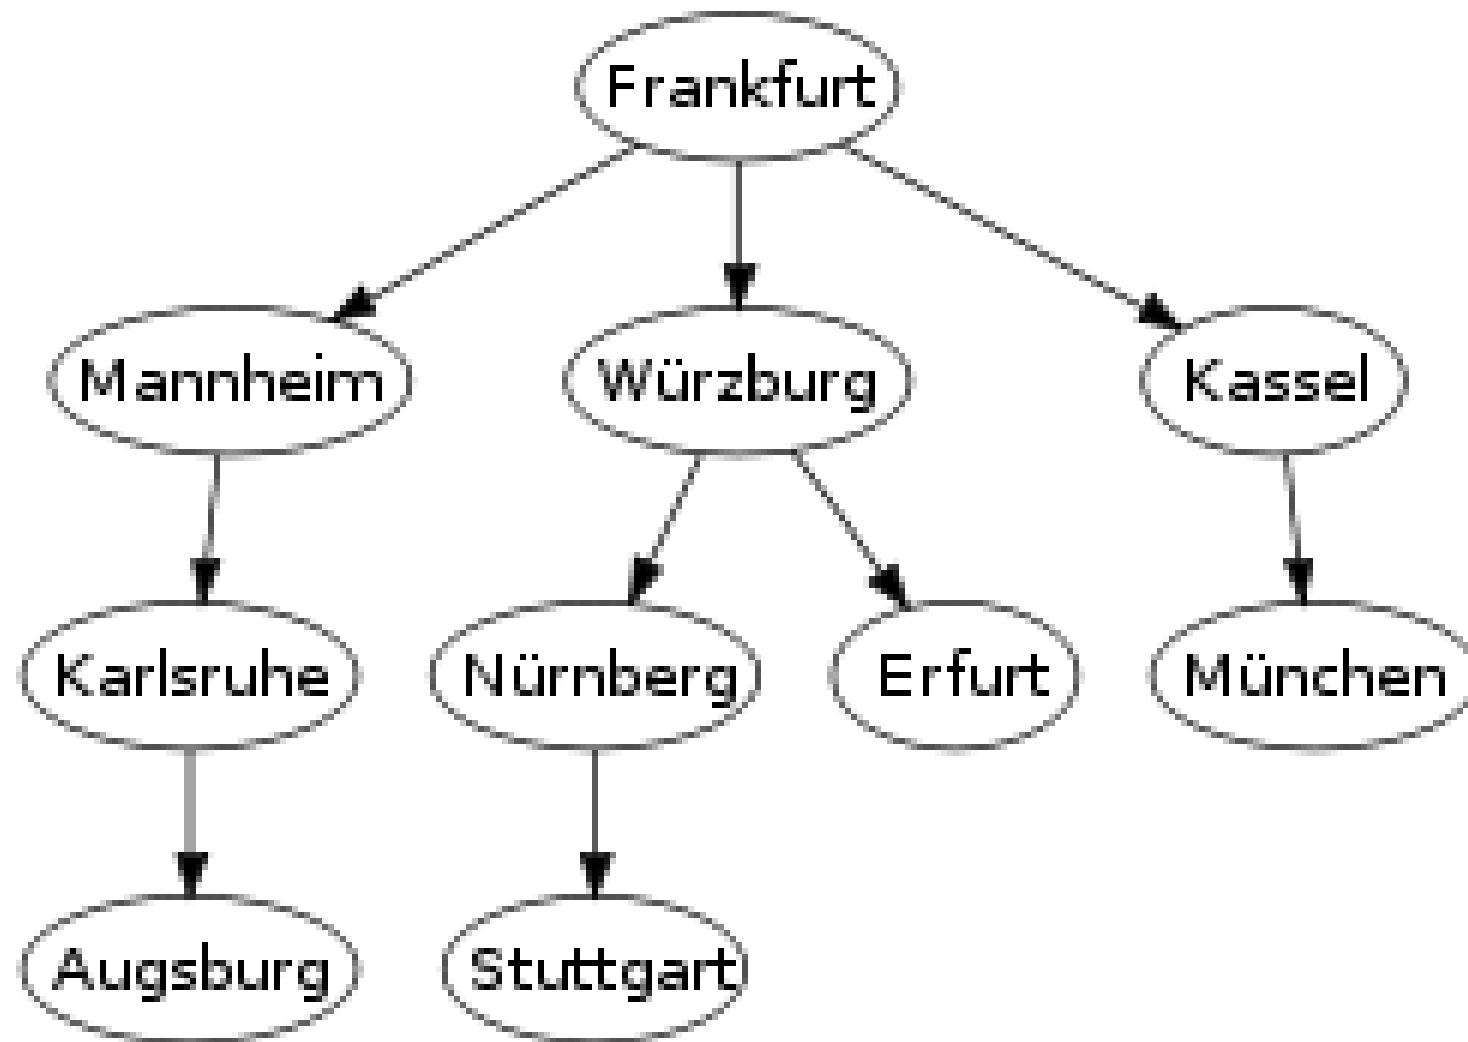 Frankfurt
Mannheim
Würzburg
Kassel
Karlsruhe
Nürnberg
Erfurt
München
Augsburg
Stuttgart